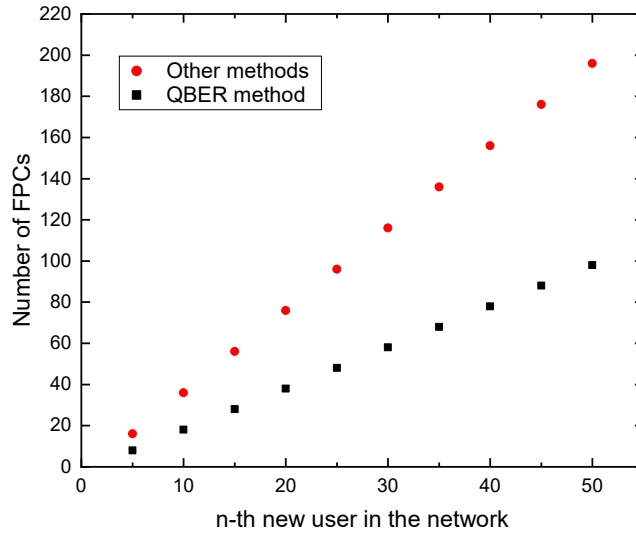 220
200
180
160
140
120
100
80
60
40
20
0
Number of FPCs
Other methods
QBER method
0 10 20 30 40 50
n-th new user in the network